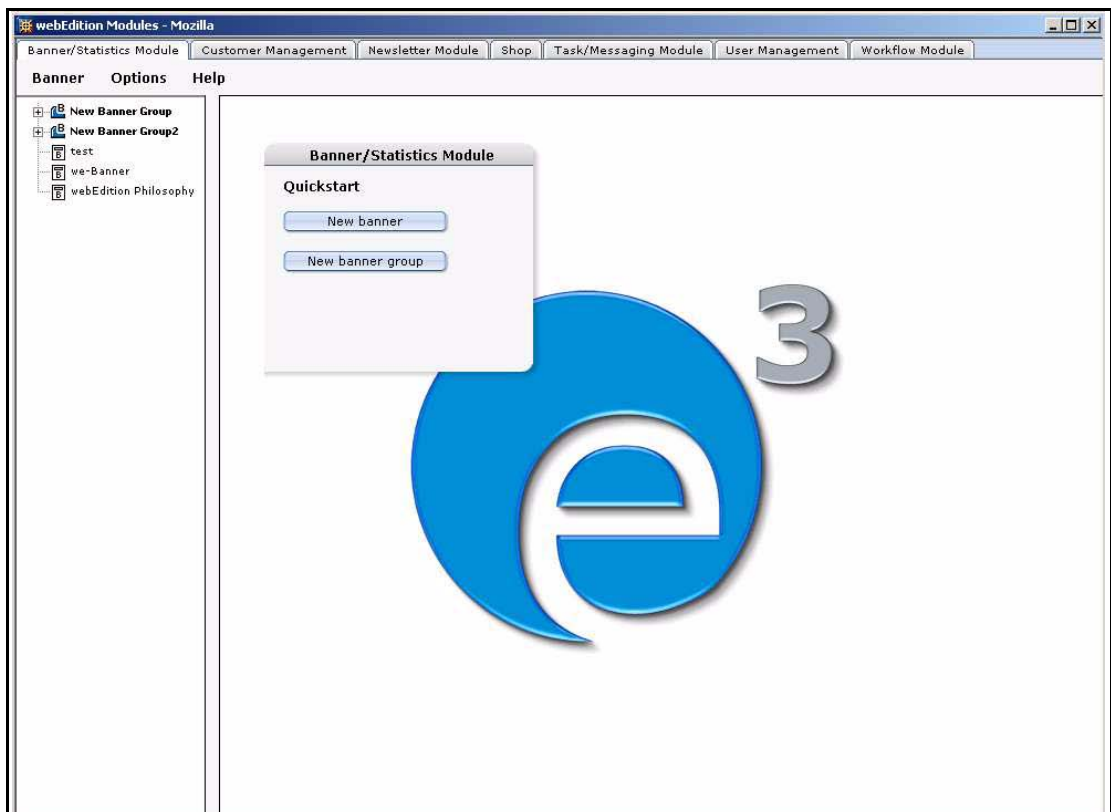 webEdition Modules - Mozilla
Banner/Statistics Module Customer Management Newsletter Module Shop Task/Messaging Module User Management Workflow Module
Banner Options Help
New Banner Group
New Banner Group2
test
we-Banner
webEdition Philosophy
Banner/Statistics Module
Quickstart
New banner
New banner group
e 3